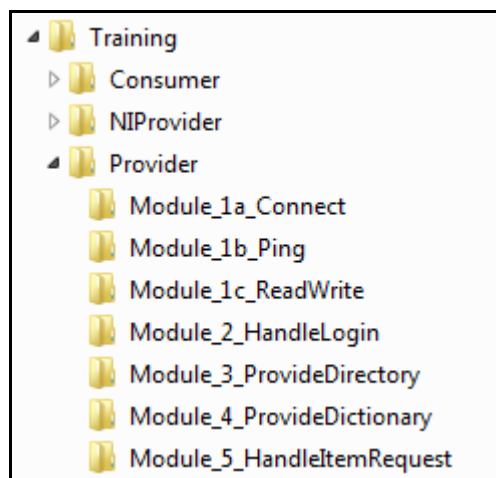 Training
Consumer
NIProvider
Provider
Module_1a_Connect
Module_1b_Ping
Module_1c_ReadWrite
Module_2_HandleLogin
Module_3_ProvideDirectory
Module_4_ProvideDictionary
Module_5_HandleItemRequest